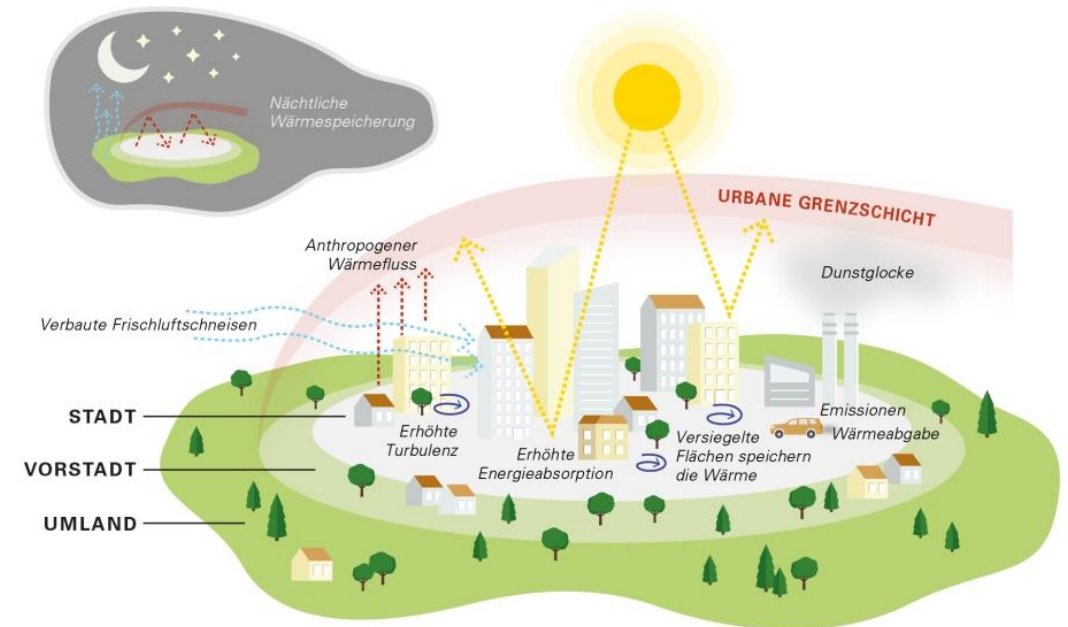 Nächtliche
Wärmespeicherung
URBANE GRENZSCHICHT
Anthropogener
Wärmefluss
Dunstglocke
Verbaute Frischluftschneisen
STADT
VORSTADT
UMLAND
Erhöhte
Turbulenz
Erhöhte
Energieabsorption
Versiegelte
Flächen speichern
die Wärme
Emissionen
Wärmeabgabe